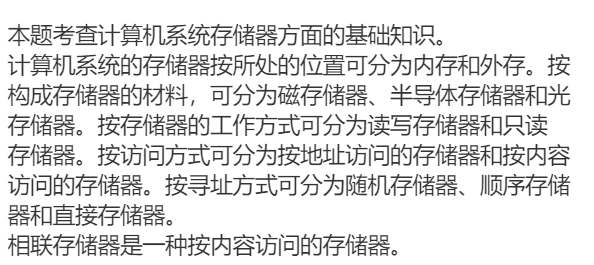 本题考查计算机系统存储器方面的基础知识。
计算机系统的存储器按所处的位置可分为内存和外存。按
构成存储器的材料，可分为磁存储器、半导体存储器和光
存储器。按存储器的工作方式可分为读写存储器和只读
存储器。按访问方式可分为按地址访问的存储器和按内容
访问的存储器。按寻址方式可分为随机存储器、顺序存储
器和直接存储器。
相联存储器是一种按内容访问的存储器。